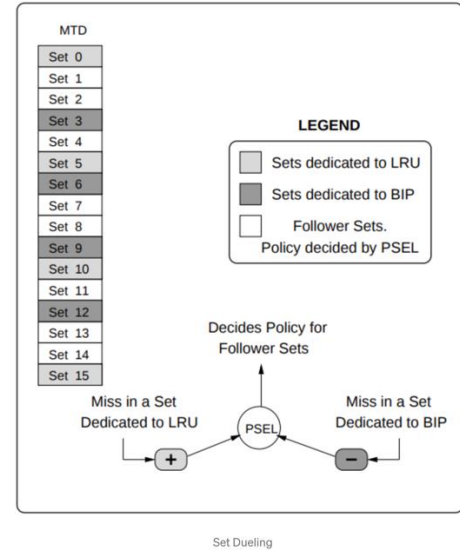 MTD
Set 0
Set 1
Set 2
Set 3
Set 4
Set 5
Set 6
Set 7
Set 8
Set 9
Set 10
Set 11
Set 12
Set 13
Set 14
Set 15
LEGEND
Sets dedicated to LRU
Sets dedicated to BIP
Follower Sets.
Policy decided by PSEL
Decides Policy for
Follower Sets
Miss in a Set
Dedicated to LRU
+
PSEL
Miss in a Set
Dedicated to BIP
−
Set Dueling